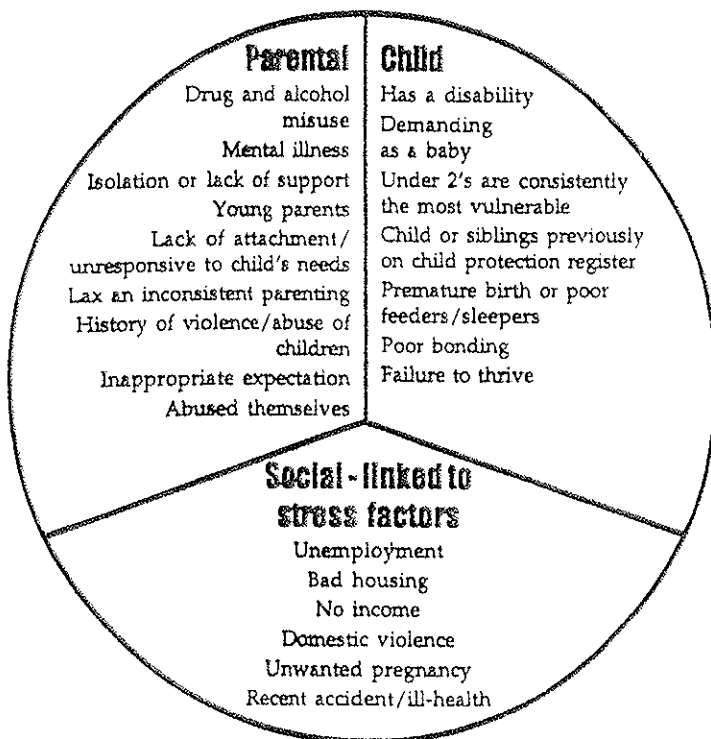 Parental
Drug and alcohol
misuse
Mental illness
Isolation or lack of support
Young parents
Lack of attachment/
unresponsive to child's needs
Lax an inconsistent parenting
History of violence/abuse of
children
Inappropriate expectation
Abused themselves
Child
Has a disability
Demanding
as a baby
Under 2's are consistently
the most vulnerable
Child or siblings previously
on child protection register
Premature birth or poor
feeders/sleepers
Poor bonding
Failure to thrive
Social - linked to
stress factors
Unemployment
Bad housing
No income
Domestic violence
Unwanted pregnancy
Recent accident/ill-health